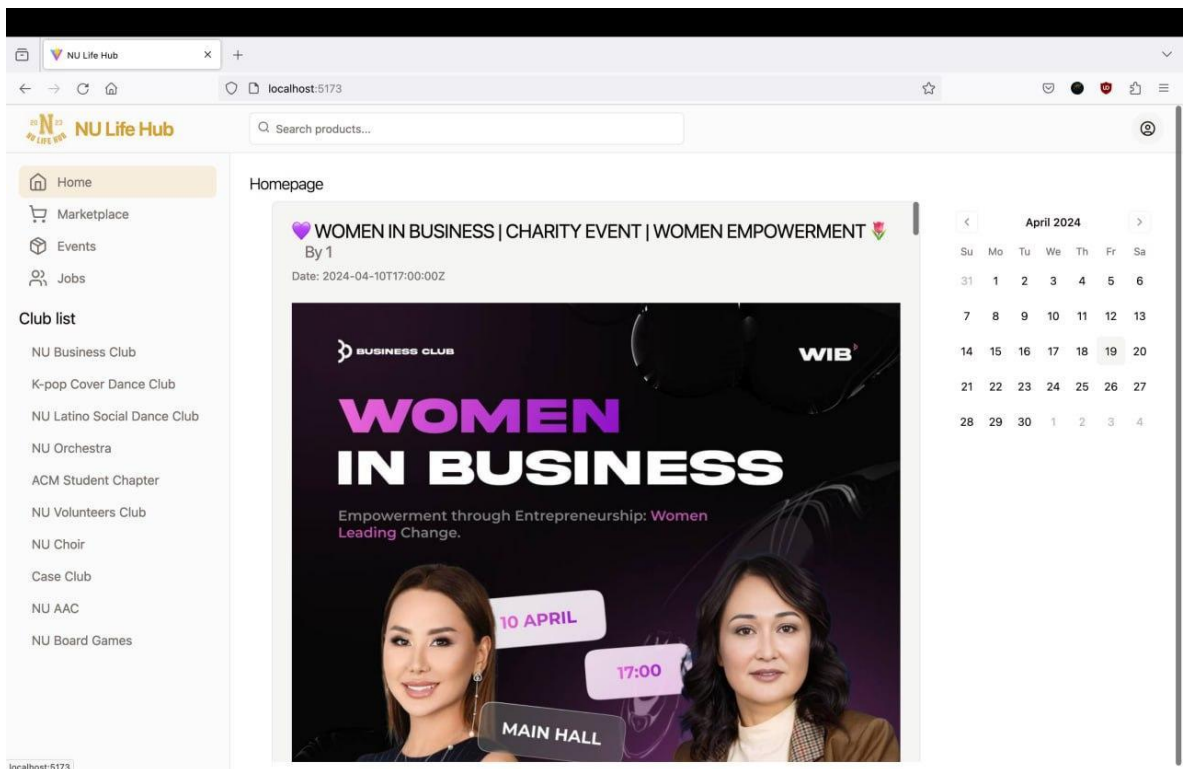 NU Life Hub
localhost:5173
20 N 23
NU LIFE HUB
NU Life Hub
Search products...
Home
Marketplace
Events
Jobs
Club list
NU Business Club
K-pop Cover Dance Club
NU Latino Social Dance Club
NU Orchestra
ACM Student Chapter
NU Volunteers Club
NU Choir
Case Club
NU AAC
NU Board Games
Homepage
💜 WOMEN IN BUSINESS | CHARITY EVENT | WOMEN EMPOWERMENT 🌷
By 1
Date: 2024-04-10T17:00:00Z
BUSINESS CLUB
WIB
WOMEN
IN BUSINESS
Empowerment through Entrepreneurship: Women
Leading Change.
10 APRIL
17:00
MAIN HALL
April 2024
Su Mo Tu We Th Fr Sa
31 1 2 3 4 5 6
7 8 9 10 11 12 13
14 15 16 17 18 19 20
21 22 23 24 25 26 27
28 29 30 1 2 3 4
localhost:5173